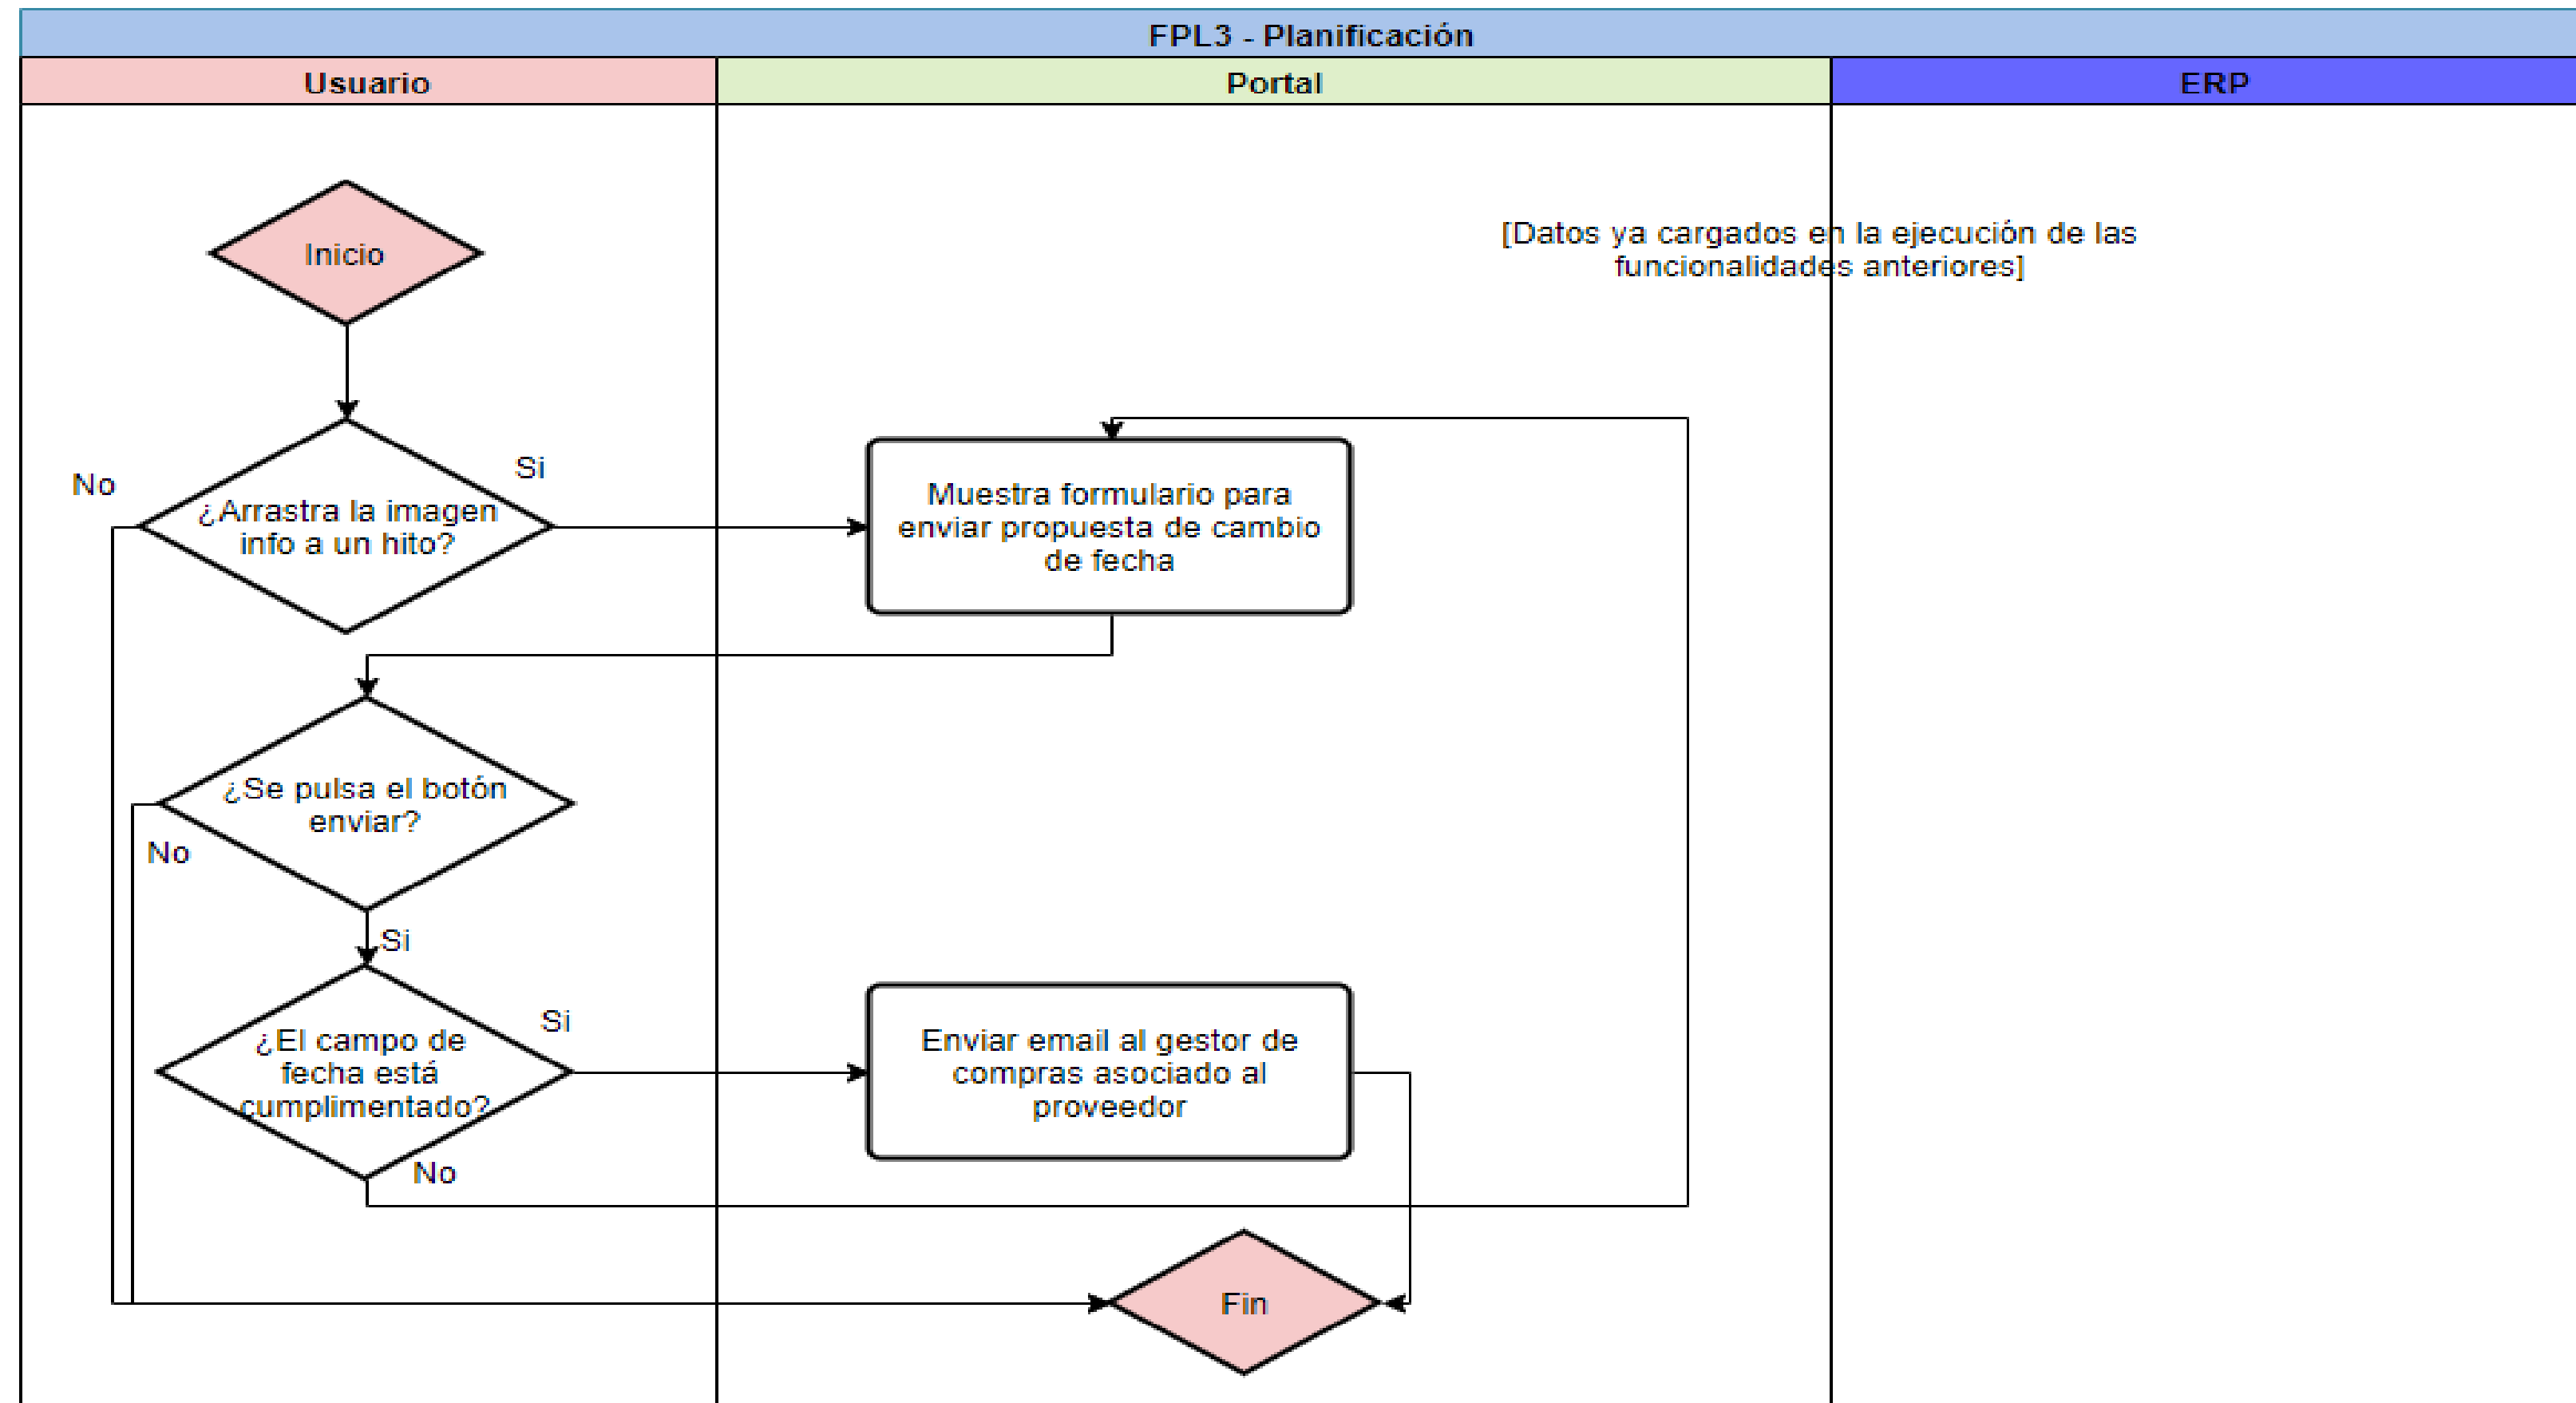 FPL3 - Planificación
Usuario
Portal
ERP
Inicio
[Datos ya cargados en la ejecución de las
funcionalidades anteriores]
No
Si
¿Arrastra la imagen
info a un hito?
Muestra formulario para
enviar propuesta de cambio
de fecha
¿Se pulsa el botón
enviar?
No
Si
¿El campo de
fecha está
cumplimentado?
Si
Enviar email al gestor de
compras asociado al
proveedor
No
Fin